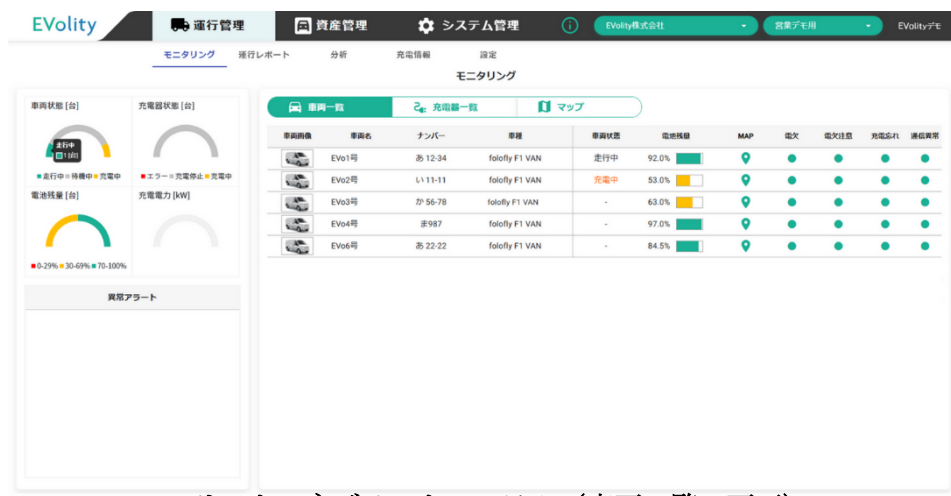 EVolity 運行管理 資産管理 システム管理 EVolity株式会社 営業デモ用 EVolityデモ
モニタリング 運行レポート 分析 充電情報 設定
モニタリング
車両状態 [台] 充電器状態 [台]
走行中
1 [台]
走行中 待機中 充電中 エラー 充電停止 充電中
電池残量 [台] 充電電力 [kW]
0-29% 30-69% 70-100%
異常アラート
車両一覧 充電器一覧 マップ
車両画像 車両名 ナンバー 車種 車両状態 電池残量 MAP 電欠 電欠注意 充電忘れ 通信異常
EVo1号 あ 12-34 folofly F1 VAN 走行中 92.0%
EVo2号 い 11-11 folofly F1 VAN 充電中 53.0%
EVo3号 か 56-78 folofly F1 VAN - 63.0%
EVo4号 ま987 folofly F1 VAN - 97.0%
EVo6号 あ 22-22 folofly F1 VAN - 84.5%